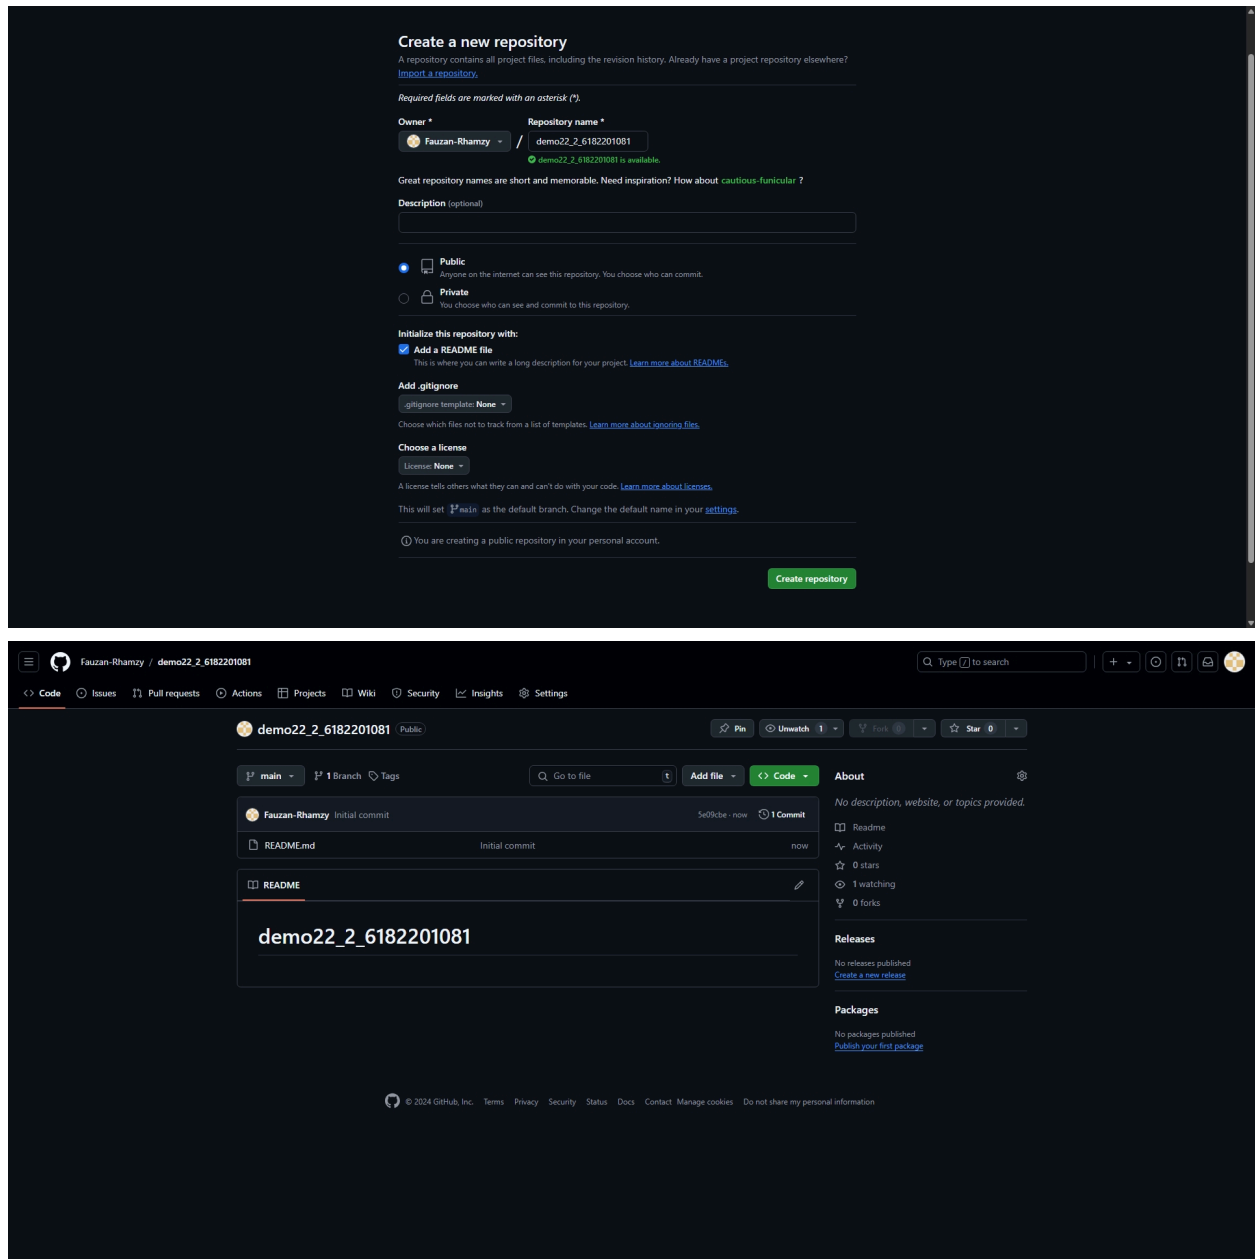 Create a new repository
A repository contains all project files, including the revision history. Already have a project repository elsewhere?
Import a repository.
Required fields are marked with an asterisk (*).
Owner * Repository name *
Fauzan-Rhamzy / demo22_2_6182201081
demo22_2_6182201081 is available.
Great repository names are short and memorable. Need inspiration? How about cautious-funicular ?
Description (optional)
Public
Anyone on the internet can see this repository. You choose who can commit.
Private
You choose who can see and commit to this repository.
Initialize this repository with:
Add a README file
This is where you can write a long description for your project. Learn more about READMEs.
Add .gitignore
.gitignore template: None
Choose which files not to track from a list of templates. Learn more about ignoring files.
Choose a license
License: None
A license tells others what they can and can't do with your code. Learn more about licenses.
This will set main as the default branch. Change the default name in your settings.
You are creating a public repository in your personal account.
Create repository
Fauzan-Rhamzy / demo22_2_6182201081 Type / to search
Code Issues Pull requests Actions Projects Wiki Security Insights Settings
demo22_2_6182201081 Public Pin Unwatch 1 Fork 0 Star 0
main 1 Branch Tags Go to file t Add file Code
About
No description, website, or topics provided.
Fauzan-Rhamzy Initial commit 5e09cbe · now 1 Commit
README.md Initial commit now
Readme
Activity
0 stars
1 watching
0 forks
README
demo22_2_6182201081
Releases
No releases published
Create a new release
Packages
No packages published
Publish your first package
© 2024 GitHub, Inc. Terms Privacy Security Status Docs Contact Manage cookies Do not share my personal information